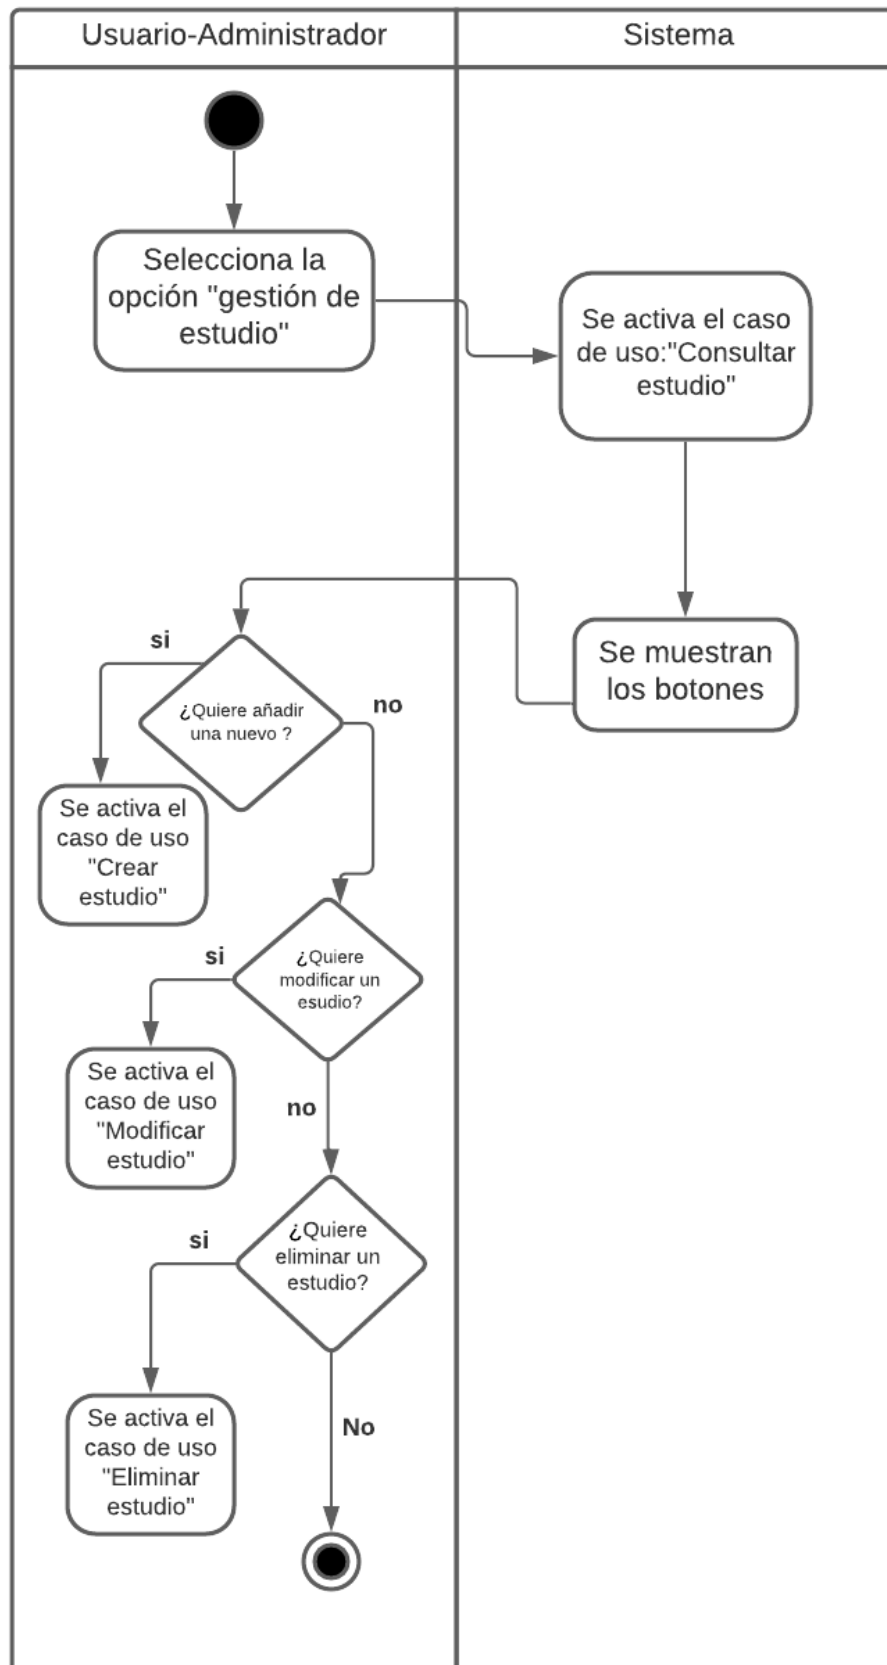 Usuario-Administrador
Sistema
Selecciona la
opción "gestión de
estudio"
Se activa el caso
de uso:"Consultar
estudio"
Se muestran
los botones
si
¿Quiere añadir
una nuevo ?
no
Se activa el
caso de uso
"Crear
estudio"
si
¿Quiere
modificar un
esudio?
Se activa el
caso de uso
"Modificar
estudio"
no
si
¿Quiere
eliminar un
estudio?
Se activa el
caso de uso
"Eliminar
estudio"
No